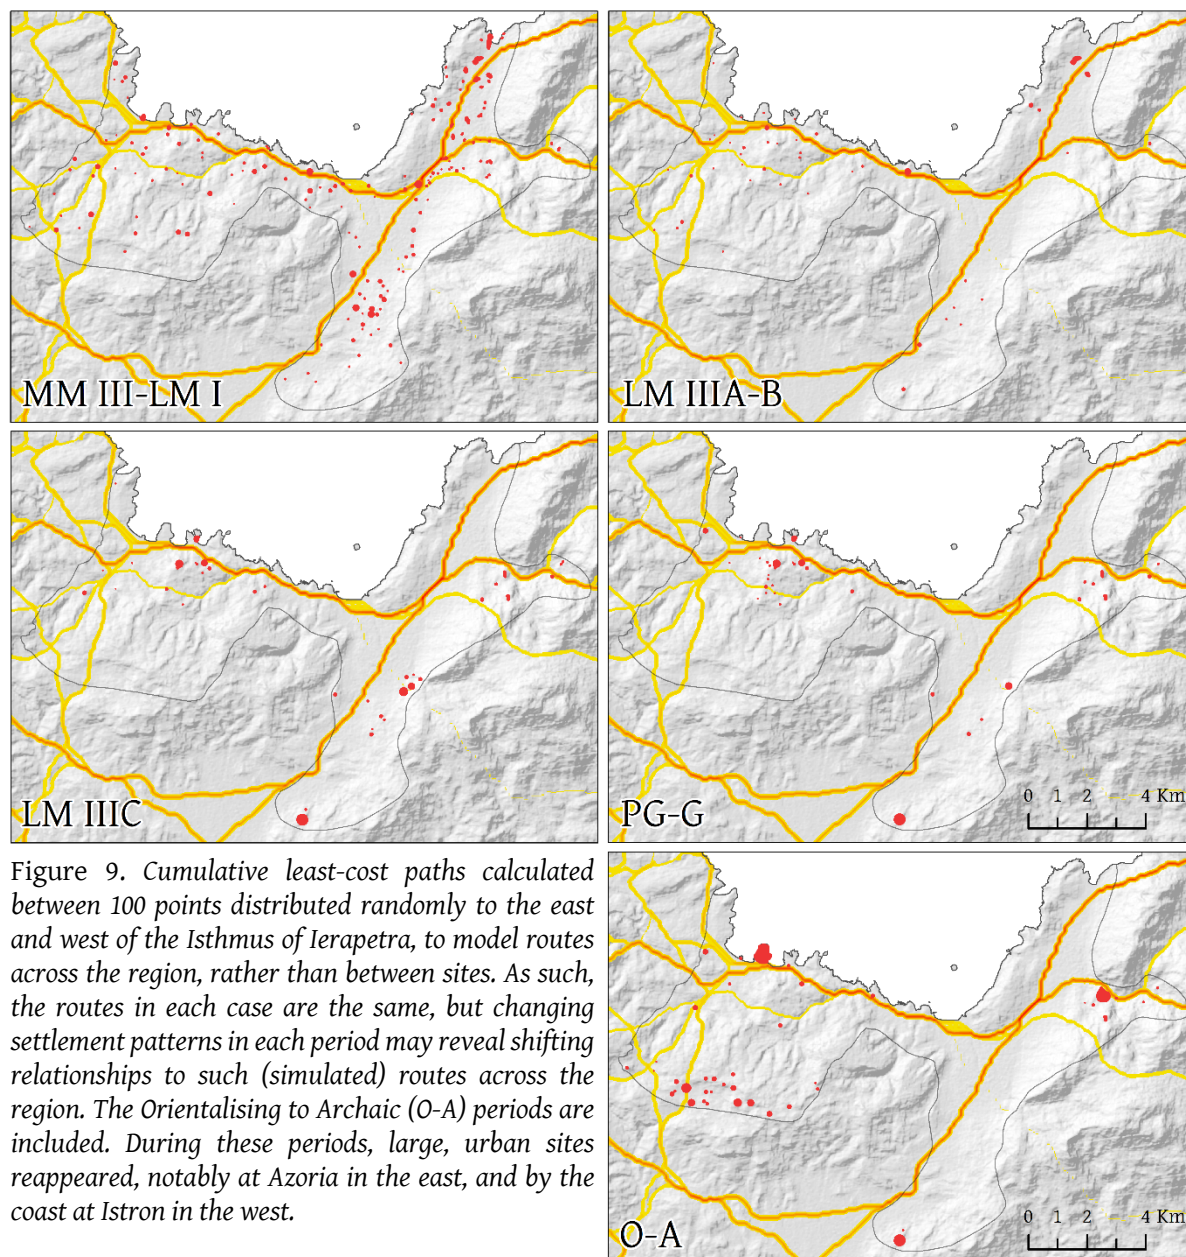 MM III-LM I
LM IIIA-B
LM IIIC
PG-G
0 1 2 4 Km
Figure 9. Cumulative least-cost paths calculated
between 100 points distributed randomly to the east
and west of the Isthmus of Ierapetra, to model routes
across the region, rather than between sites. As such,
the routes in each case are the same, but changing
settlement patterns in each period may reveal shifting
relationships to such (simulated) routes across the
region. The Orientalising to Archaic (O-A) periods are
included. During these periods, large, urban sites
reappeared, notably at Azoria in the east, and by the
coast at Istron in the west.
O-A
0 1 2 4 Km